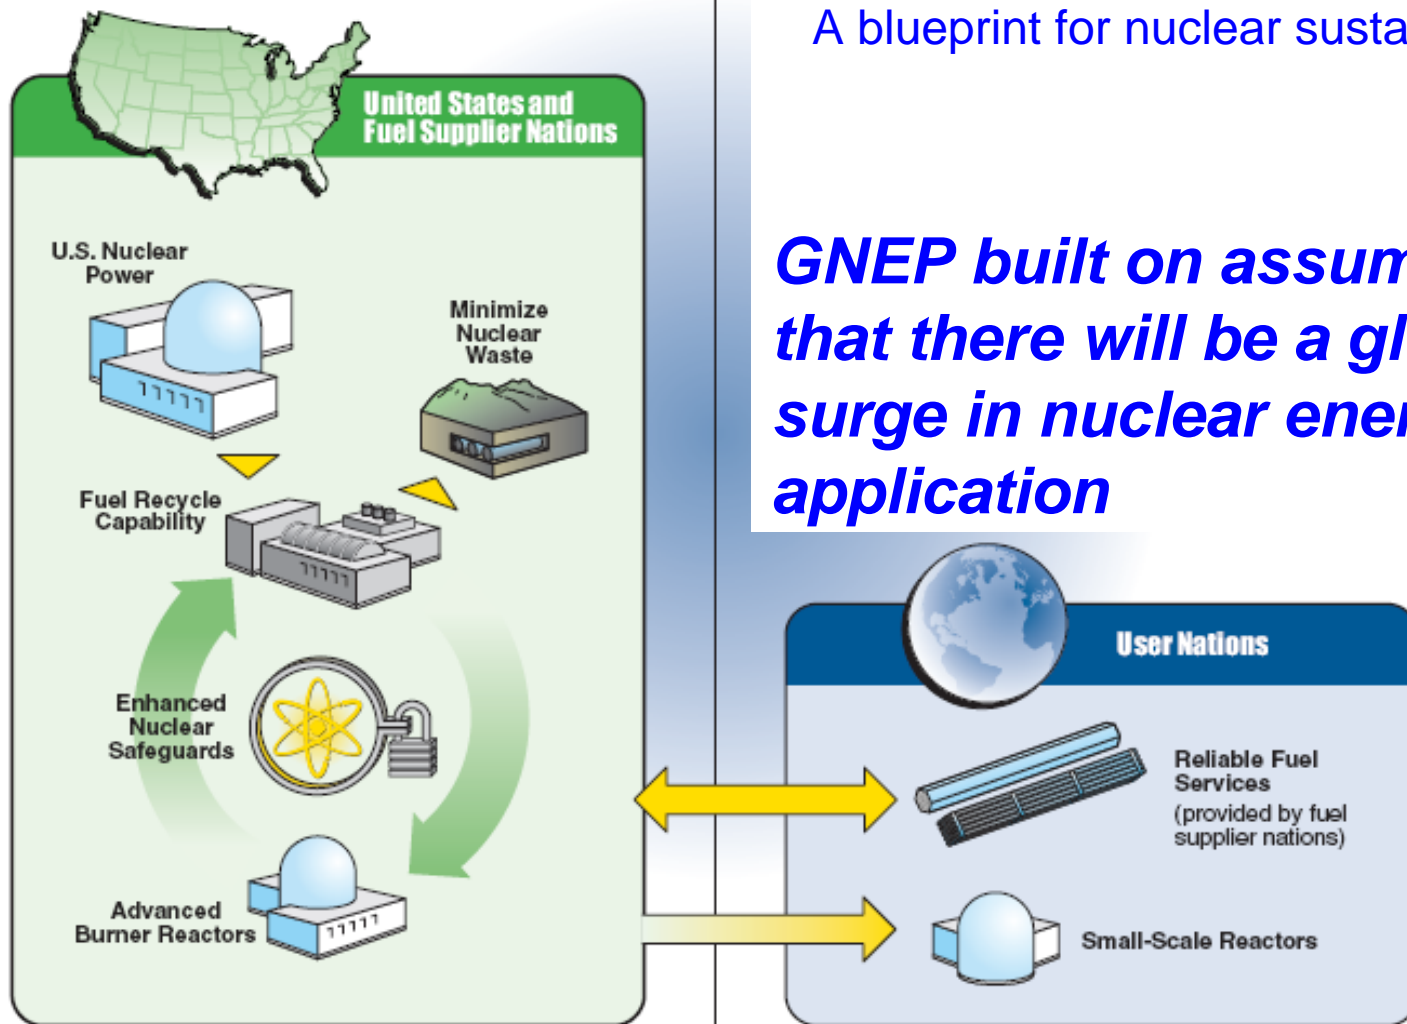 A blueprint for nuclear susta
United States and
Fuel Supplier Nations
U.S. Nuclear
Power
Minimize
Nuclear
Waste
Fuel Recycle
Capability
Enhanced
Nuclear
Safeguards
Advanced
Burner Reactors
GNEP built on assum
that there will be a gl
surge in nuclear ener
application
User Nations
Reliable Fuel
Services
(provided by fuel
supplier nations)
Small-Scale Reactors